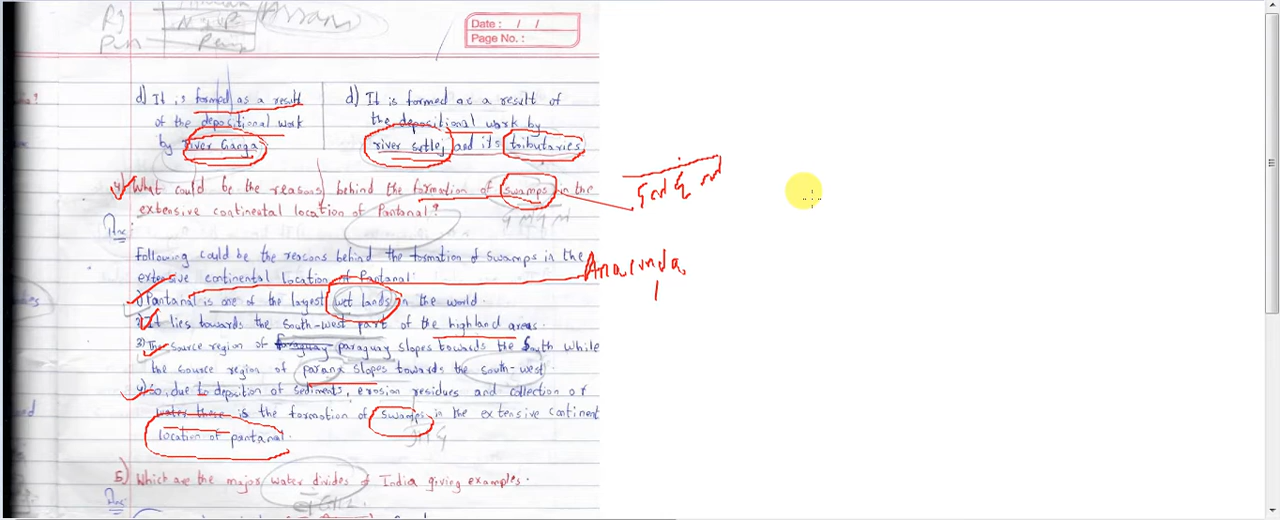 Date : / /
Page No. :
d) It is formed as a result
of the depositional work
by river Ganga
d) It is formed as a result of
the depositional work by
river sutlej and its tributaries.
4) What could be the reasons behind the formation of swamps in the
extensive continental location of Pantanal?
Ans
Following could be the reasons behind the formation of swamps in the
extensive continental location of Pantanal:
1) Pantanal is one of the largest wet lands in the world.
2) It lies towards the South-west part of the highland areas.
3) The source region of paraguay slopes towards the South while
the source region of parana slopes towards the south-west.
4) So, due to deposition of sediments, erosion residues and collection of
water there is the formation of swamps in the extensive continent
location of pantanal.
Anaconda
5) Which are the major water divides of India giving examples.
Ans